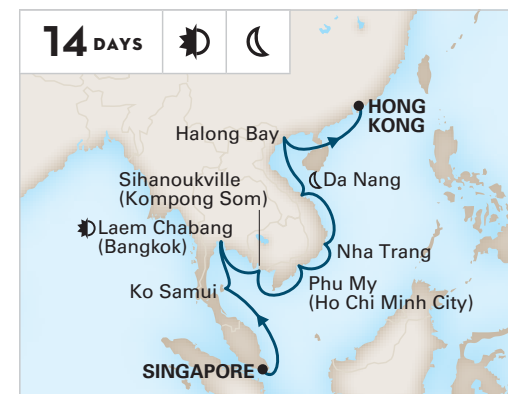 14 DAYS
HONG
KONG
Halong Bay
Sihanoukville
(Kompong Som)
Da Nang
Laem Chabang
(Bangkok)
Nha Trang
Ko Samui
Phu My
(Ho Chi Minh City)
SINGAPORE